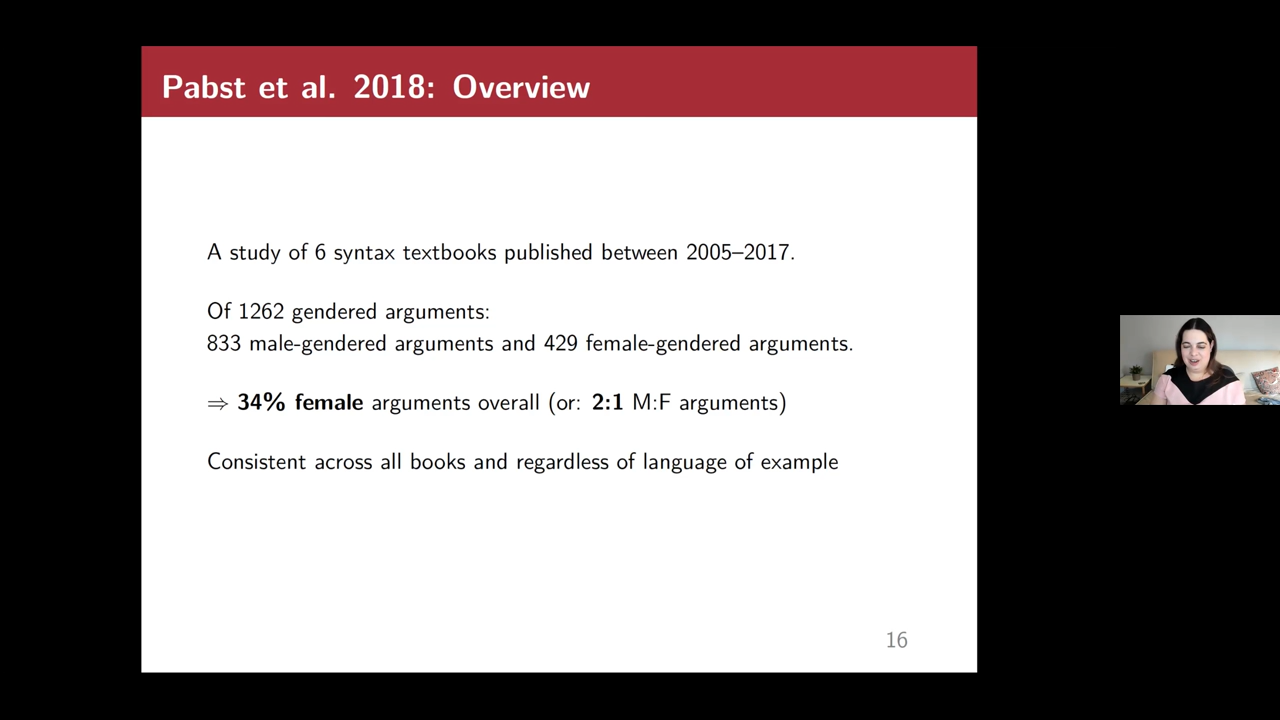 Pabst et al. 2018: Overview
A study of 6 syntax textbooks published between 2005–2017.
Of 1262 gendered arguments:
833 male-gendered arguments and 429 female-gendered arguments.
⇒ 34% female arguments overall (or: 2:1 M:F arguments)
Consistent across all books and regardless of language of example
16